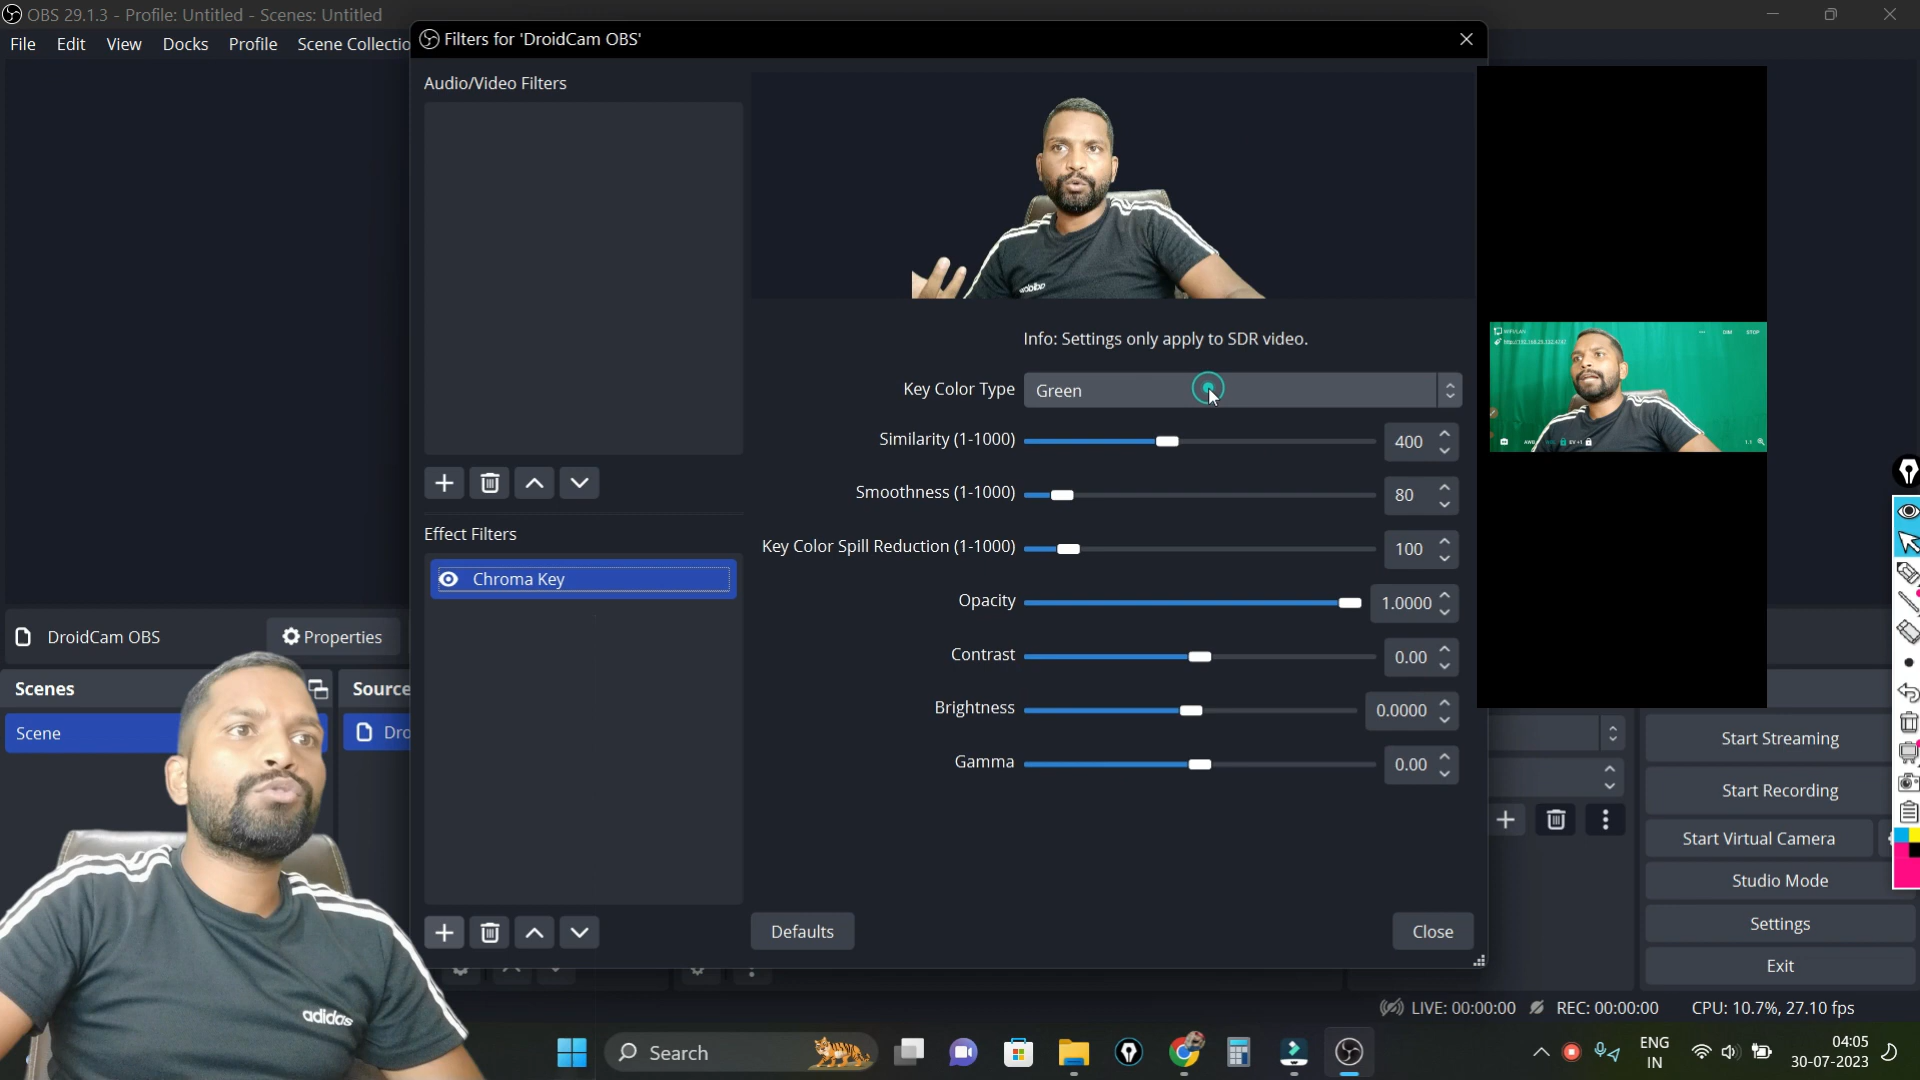 OBS 29.1.3 - Profile: Untitled - Scenes: Untitled
File Edit View Docks Profile Scene Collectio
Filters for 'DroidCam OBS'
Audio/Video Filters
Info: Settings only apply to SDR video.
Key Color Type Green
Similarity (1-1000) 400
Smoothness (1-1000) 80
Key Color Spill Reduction (1-1000) 100
Opacity 1.0000
Contrast 0.00
Brightness 0.0000
Gamma 0.00
Effect Filters
Chroma Key
Defaults
Close
DroidCam OBS Properties
Scenes
Source
Scene
Dro
adidas
DIM STOP
Start Streaming
Start Recording
Start Virtual Camera
Studio Mode
Settings
Exit
LIVE: 00:00:00 REC: 00:00:00 CPU: 10.7%, 27.10 fps
Search
ENG
IN
04:05
30-07-2023